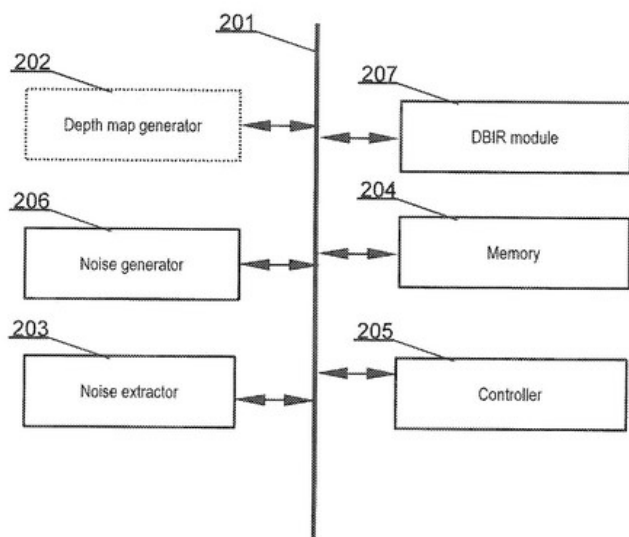 201
202
Depth map generator
207
DBIR module
206
Noise generator
204
Memory
203
Noise extractor
205
Controller